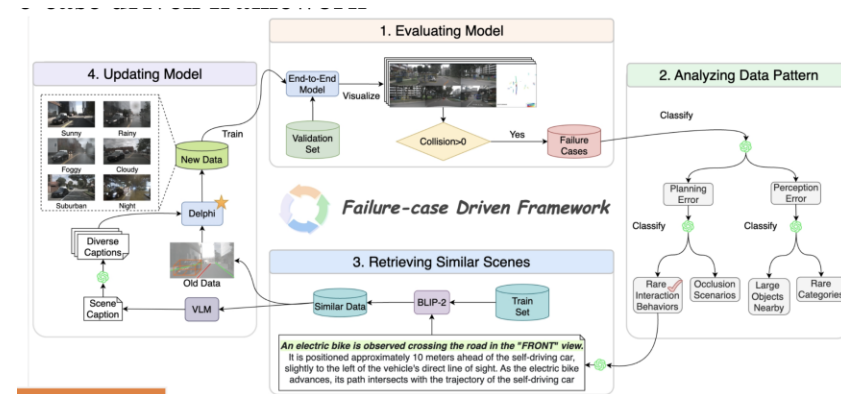 1. Evaluating Model
End-to-End
Model
Visualize
Validation
Set
Collision>0
Yes
Failure
Cases
2. Analyzing Data Pattern
Classify
Planning
Error
Perception
Error
Classify
Classify
Rare
Interaction
Behaviors
Occlusion
Scenarios
Large
Objects
Nearby
Rare
Categories
Failure-case Driven Framework
3. Retrieving Similar Scenes
Similar Data
BLIP-2
Train
Set
An electric bike is observed crossing the road in the "FRONT" view.
It is positioned approximately 10 meters ahead of the self-driving car,
slightly to the left of the vehicle's direct line of sight. As the electric bike
advances, its path intersects with the trajectory of the self-driving car
4. Updating Model
Sunny
Rainy
Foggy
Cloudy
Suburban
Night
Train
New Data
Delphi
Diverse
Captions
Old Data
Scene
Caption
VLM